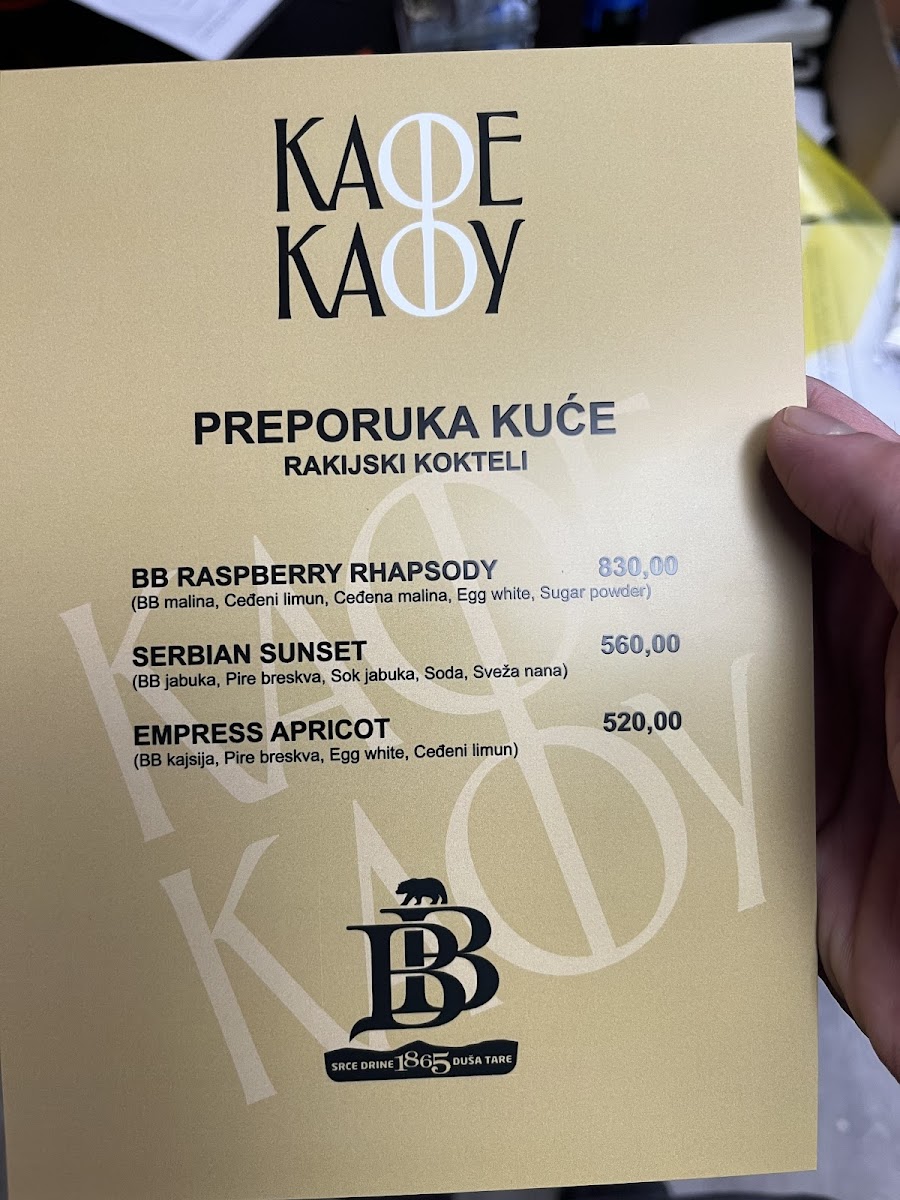 КАФЕ
КАФУ
PREPORUKA KUĆE
RAKIJSKI KOKTELI
BB RASPBERRY RHAPSODY 830,00
(BB malina, Ceđeni limun, Ceđena malina, Egg white, Sugar powder)
SERBIAN SUNSET 560,00
(BB jabuka, Pire breskva, Sok jabuka, Soda, Sveža nana)
EMPRESS APRICOT 520,00
(BB kajsija, Pire breskva, Egg white, Ceđeni limun)
КАФЕ
КАФУ
BB
SRCE DRINE 1865 DUŠA TARE